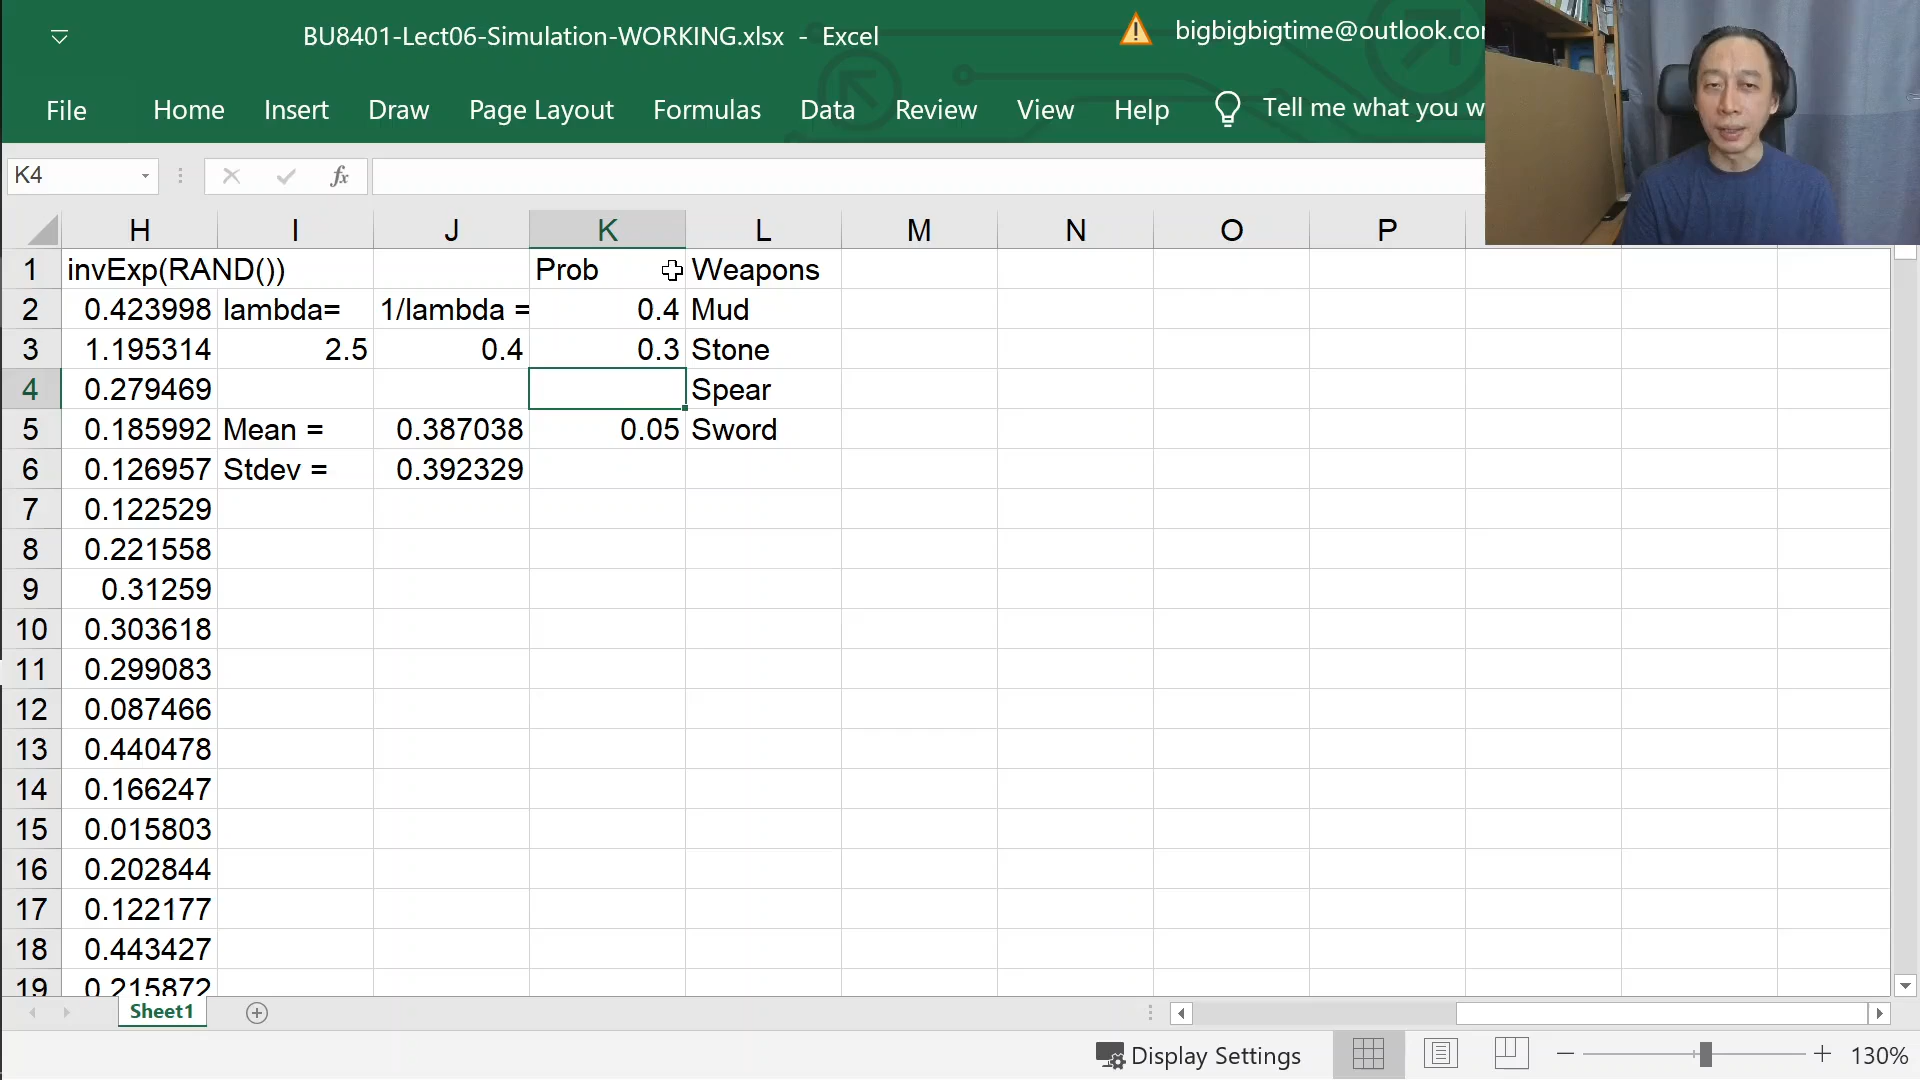 BU8401-Lect06-Simulation-WORKING.xlsx - Excel
bigbigbigtime@outlook.co
File Home Insert Draw Page Layout Formulas Data Review View Help Tell me what you w
K4 fx
H I J K L M N O P
1 invExp(RAND()) Prob Weapons
2 0.423998 lambda= 1/lambda = 0.4 Mud
3 1.195314 2.5 0.4 0.3 Stone
4 0.279469 Spear
5 0.185992 Mean = 0.387038 0.05 Sword
6 0.126957 Stdev = 0.392329
7 0.122529
8 0.221558
9 0.31259
10 0.303618
11 0.299083
12 0.087466
13 0.440478
14 0.166247
15 0.015803
16 0.202844
17 0.122177
18 0.443427
19 0.215872
Sheet1
Display Settings 130%